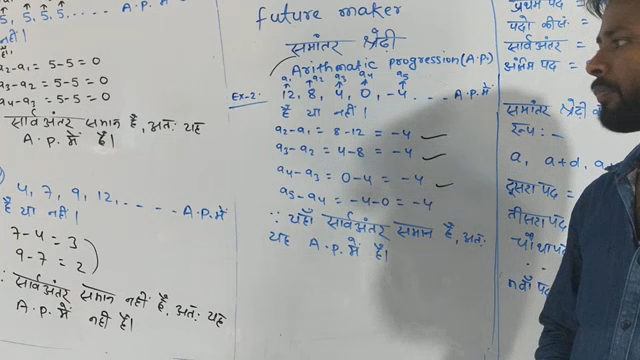 5, 5, 5, 5, . . . . A.P. में
नहीं।
a₂-a₁ = 5-5 = 0
a₃-a₂ = 5-5 = 0
a₄-a₃ = 5-5 = 0
सार्वअंतर समान है, अतः यह
A.P. में है।
4, 7, 9, 12, . . . . . A.P. में
है या नहीं।
7-4 = 3
9-7 = 2
∵ सार्वअंतर समान नहीं है, अतः यह
A.P. में नहीं है।
future maker
समांतर श्रेढ़ी
Arithmatic progression (A.P.)
a₁ a₂ a₃ a₄ a₅
Ex-2: 12, 8, 4, 0, -4 . . . . A.P. में
है या नहीं।
a₂-a₁ = 8-12 = -4
a₃-a₂ = 4-8 = -4
a₄-a₃ = 0-4 = -4
a₅-a₄ = -4-0 = -4
∵ यहाँ सार्वअंतर समान है, अतः
यह A.P. में है।
प्रथम पद =
पदों की सं. =
सार्वअंतर =
अंतिम पद =
समांतर श्रेढ़ी
रूप :-
a, a+d, a+
दूसरा पद =
तीसरा पद
चौथा पद
. .
nवाँ पद